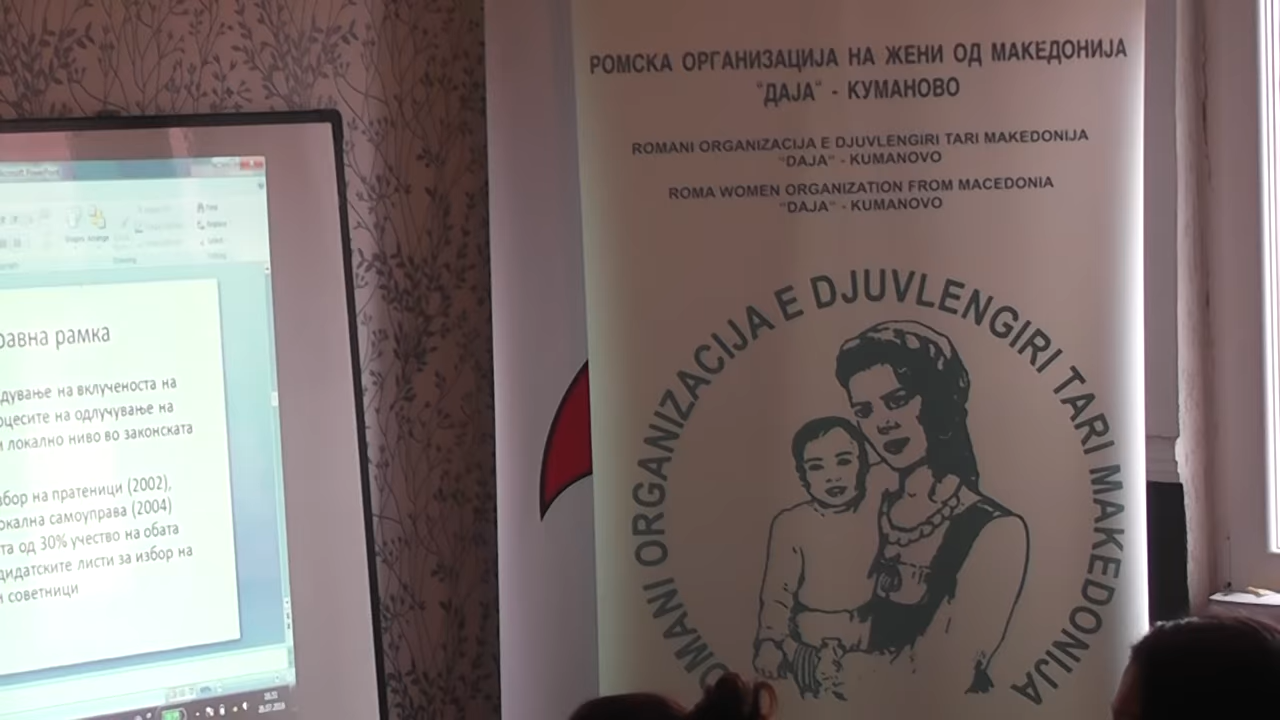 РОМСКА ОРГАНИЗАЦИЈА НА ЖЕНИ ОД МАКЕДОНИЈА
"ДАЈА" - КУМАНОВО
ROMANI ORGANIZACIJA E DJUVLENGIRI TARI MAKEDONIJA
"DAJA" - KUMANOVO
ROMA WOMEN ORGANIZATION FROM MACEDONIA
"DAJA" - KUMANOVO
OMANI ORGANIZACIJA E DJUVLENGIRI TARI MAKEDONIJA
равна рамка
дување на вклученоста на
оцесите на одлучување на
и локално ниво во законската
збор на пратеници (2002),
окална самоуправа (2004)
та од 30% учество на обата
дидатските листи за избор на
и советници